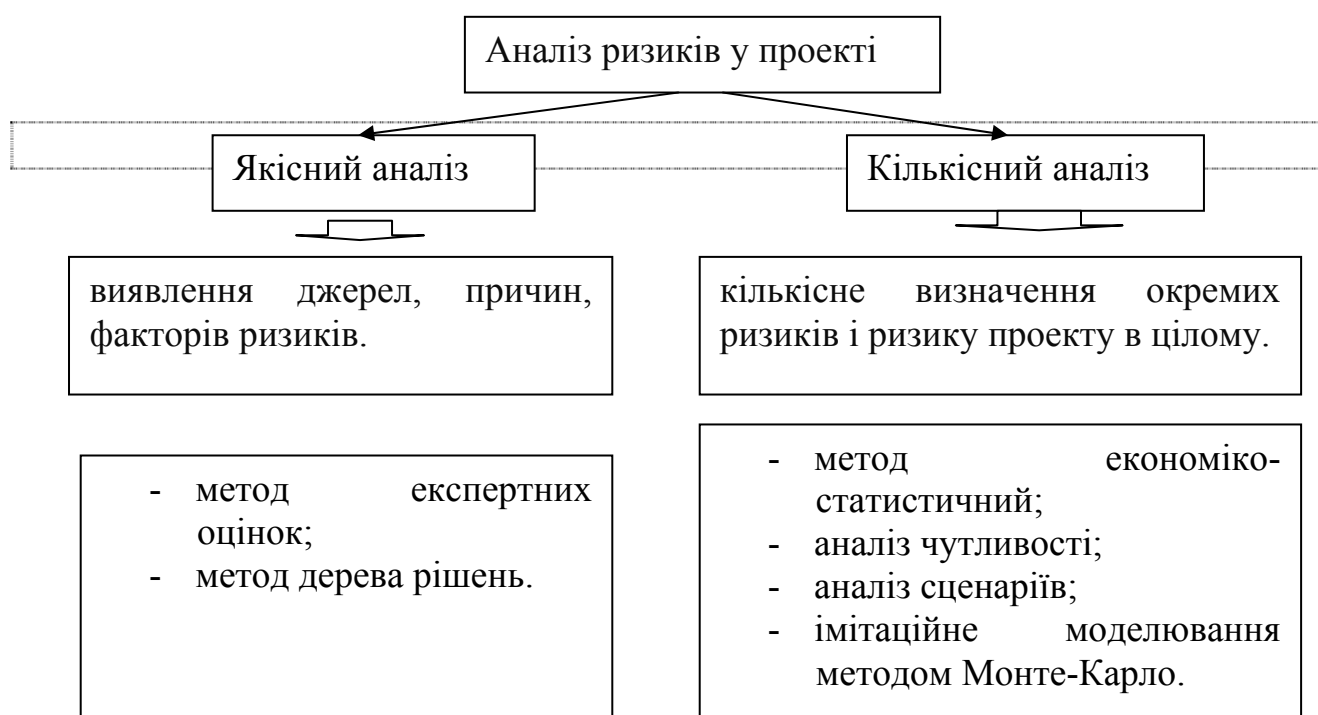 Аналіз ризиків у проекті
Якісний аналіз
Кількісний аналіз
виявлення джерел, причин,
факторів ризиків.
кількісне визначення окремих
ризиків і ризику проекту в цілому.
- метод експертних
оцінок;
- метод дерева рішень.
- метод економіко-
статистичний;
- аналіз чутливості;
- аналіз сценаріїв;
- імітаційне моделювання
методом Монте-Карло.